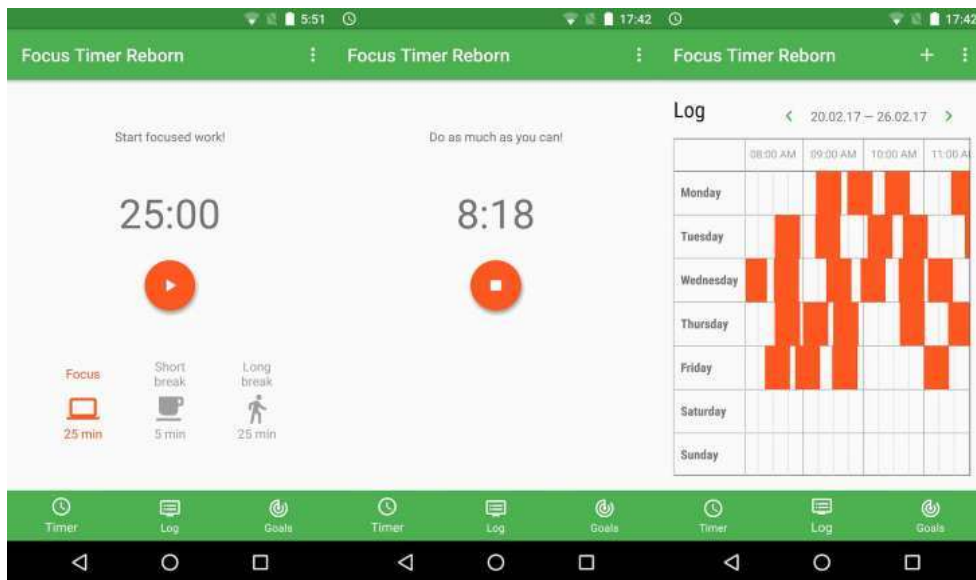 5:51
Focus Timer Reborn
Start focused work!
25:00
Focus
Short
break
Long
break
25 min
5 min
25 min
Timer
Log
Goals
17:42
Focus Timer Reborn
Do as much as you can!
8:18
Timer
Log
Goals
17:42
Focus Timer Reborn
Log
20.02.17 – 26.02.17
08:00 AM 09:00 AM 10:00 AM 11:00 A
Monday
Tuesday
Wednesday
Thursday
Friday
Saturday
Sunday
Timer
Log
Goals